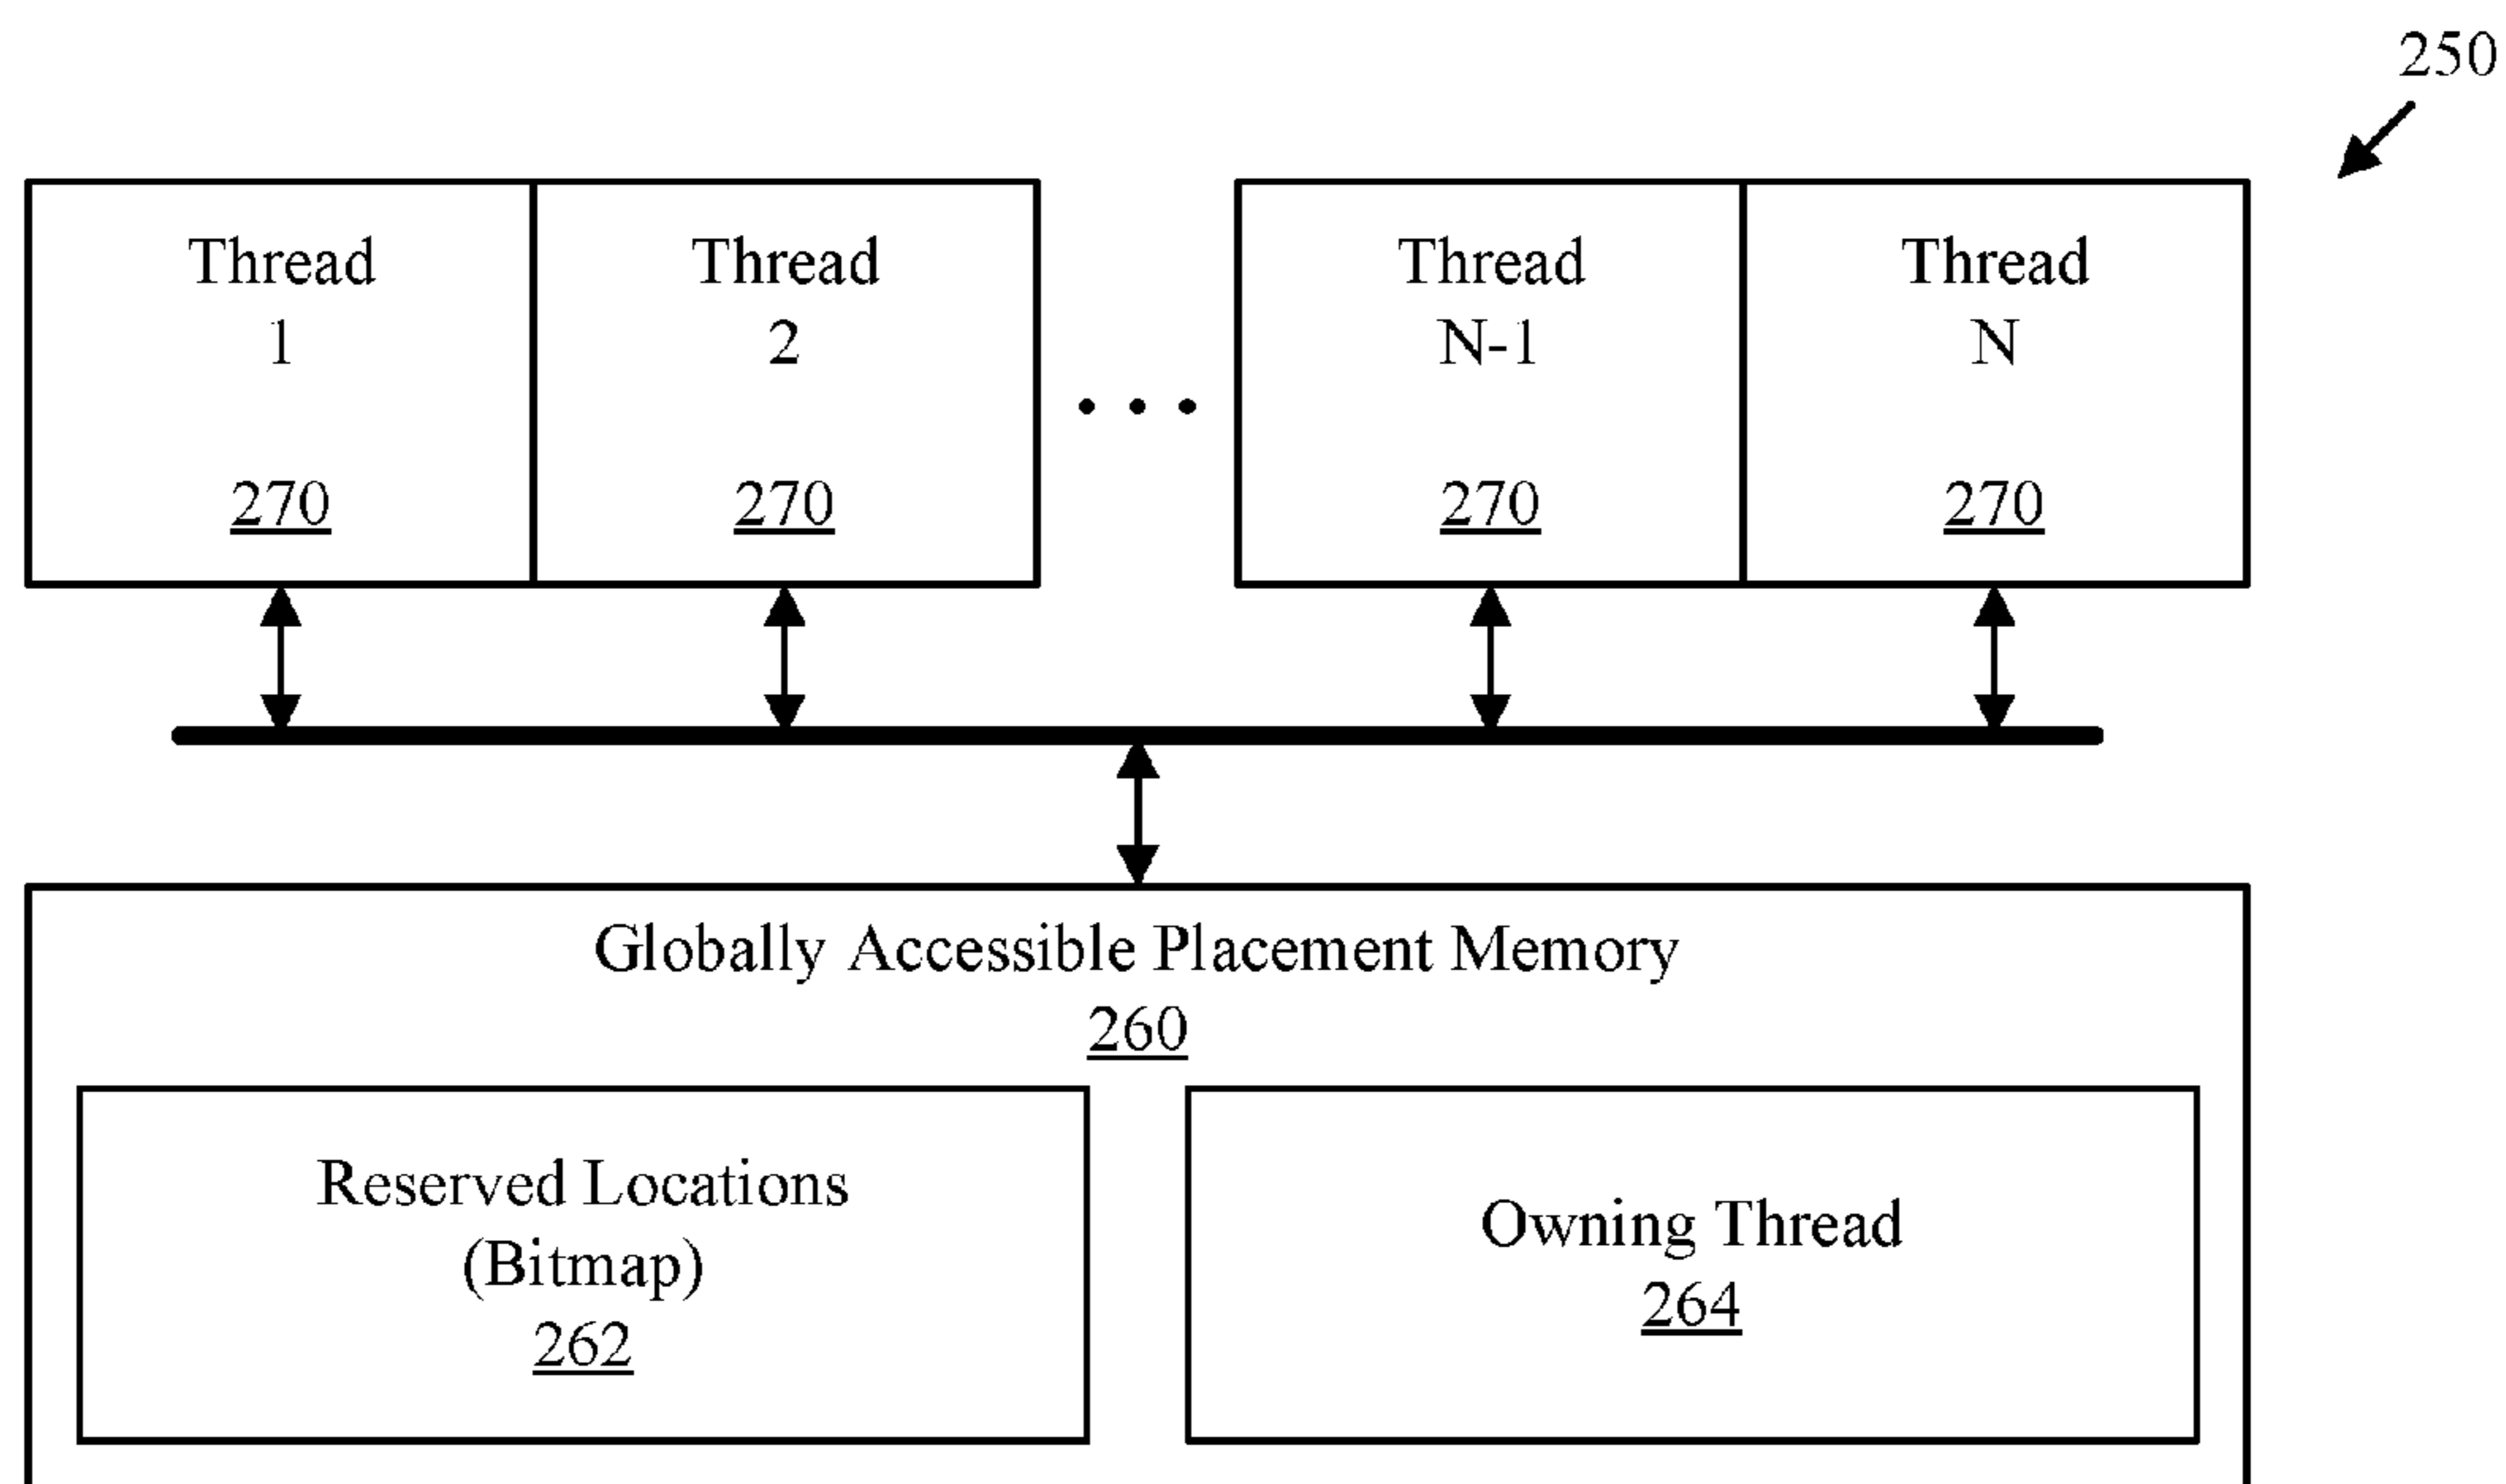 250
Thread
1
270
Thread
2
270
Thread
N-1
270
Thread
N
270
Globally Accessible Placement Memory
260
Reserved Locations
(Bitmap)
262
Owning Thread
264